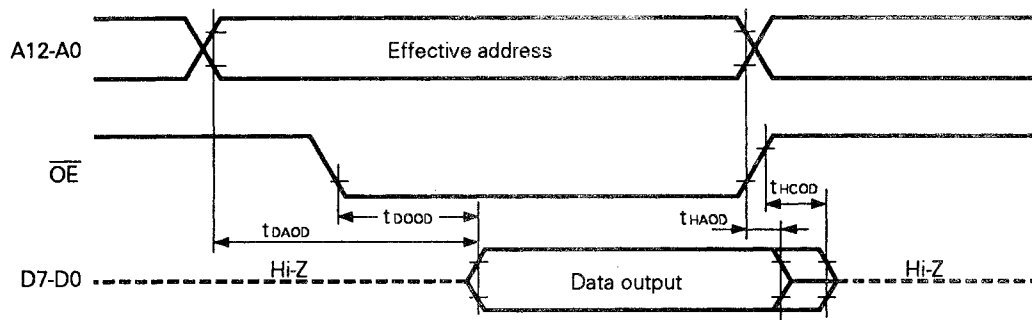 A12-A0
Effective address
OE
tHCOD
tDOOD
tHAOD
tDAOD
Hi-Z
Hi-Z
D7-D0
Data output